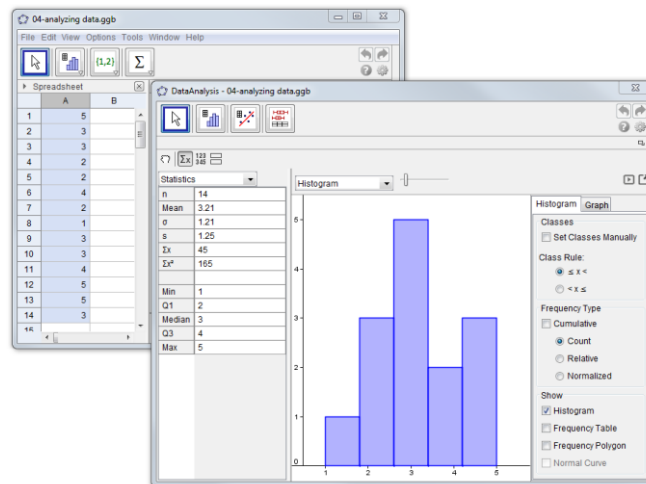 04-analyzing data.ggb
File Edit View Options Tools Window Help
{1,2} Σ
Spreadsheet
A B
1 5
2 3
3 3
4 2
5 2
6 4
7 2
8 1
9 3
10 3
11 4
12 5
13 5
14 3
15
DataAnalysis - 04-analyzing data.ggb
Σx 123 345
Statistics
n 14
Mean 3.21
σ 1.21
s 1.25
Σx 45
Σx² 165
Min 1
Q1 2
Median 3
Q3 4
Max 5
Histogram
5
4
3
2
1
0
1 2 3 4 5
Histogram Graph
Classes
Set Classes Manually
Class Rule:
≤ x <
< x ≤
Frequency Type
Cumulative
Count
Relative
Normalized
Show
Histogram
Frequency Table
Frequency Polygon
Normal Curve